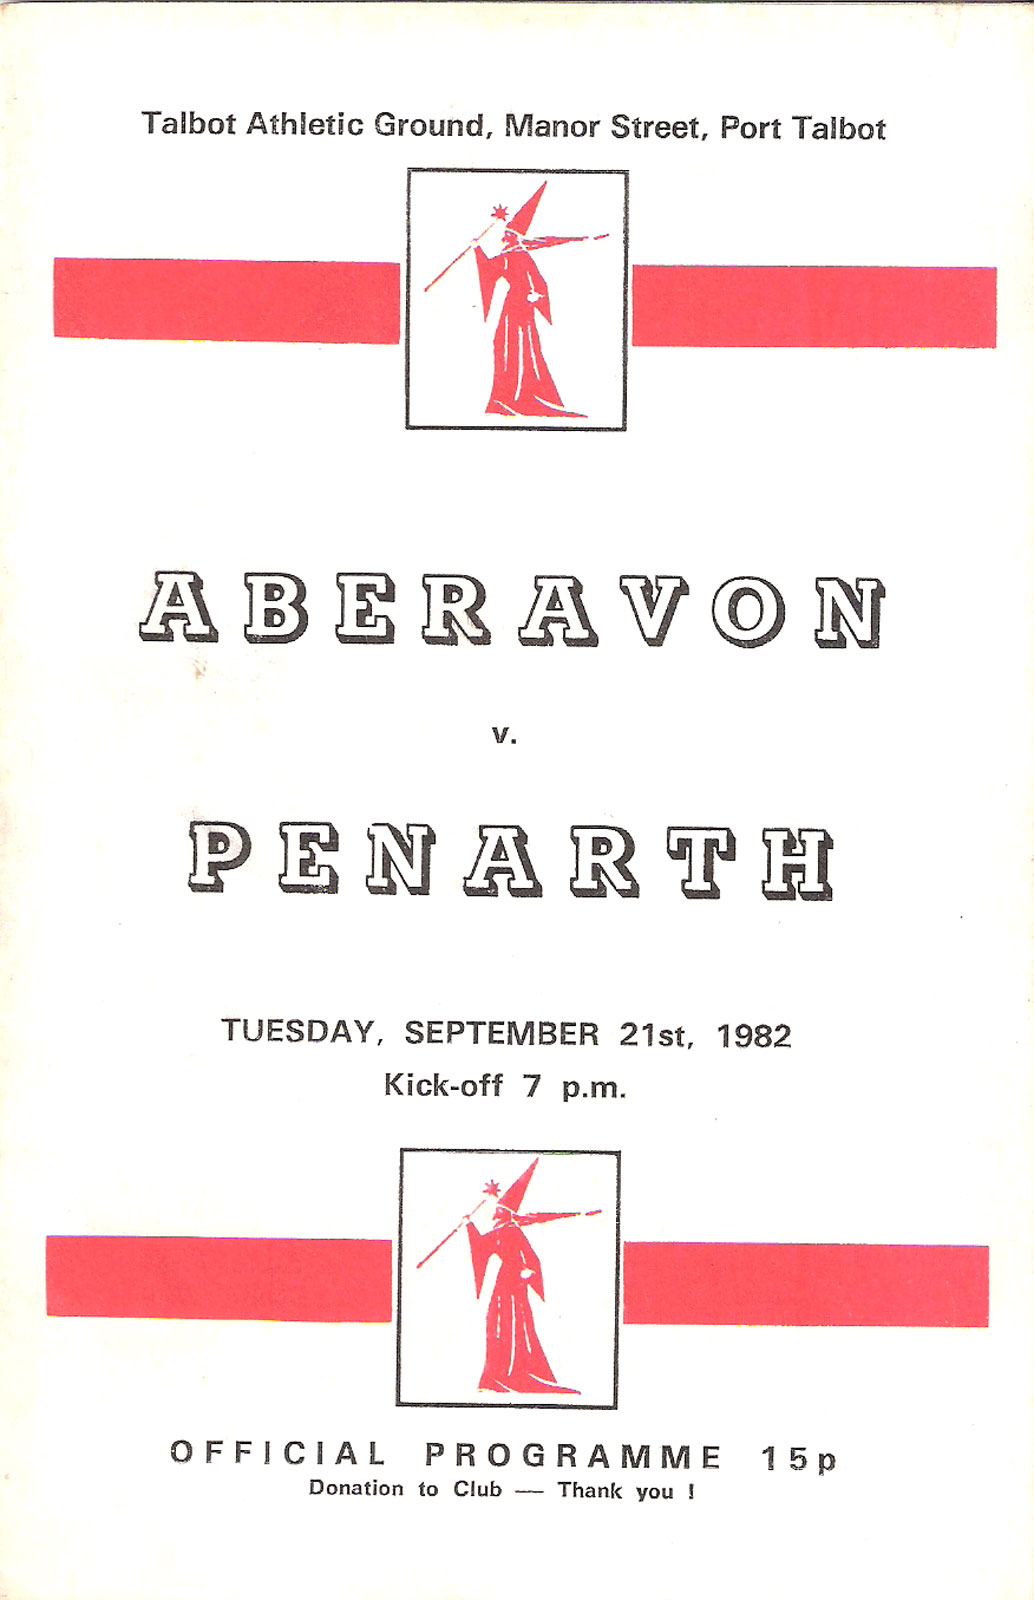 Talbot Athletic Ground, Manor Street, Port Talbot
ABERAVON
v.
PENARTH
TUESDAY, SEPTEMBER 21st, 1982
Kick-off 7 p.m.
OFFICIAL PROGRAMME 15p
Donation to Club — Thank you !